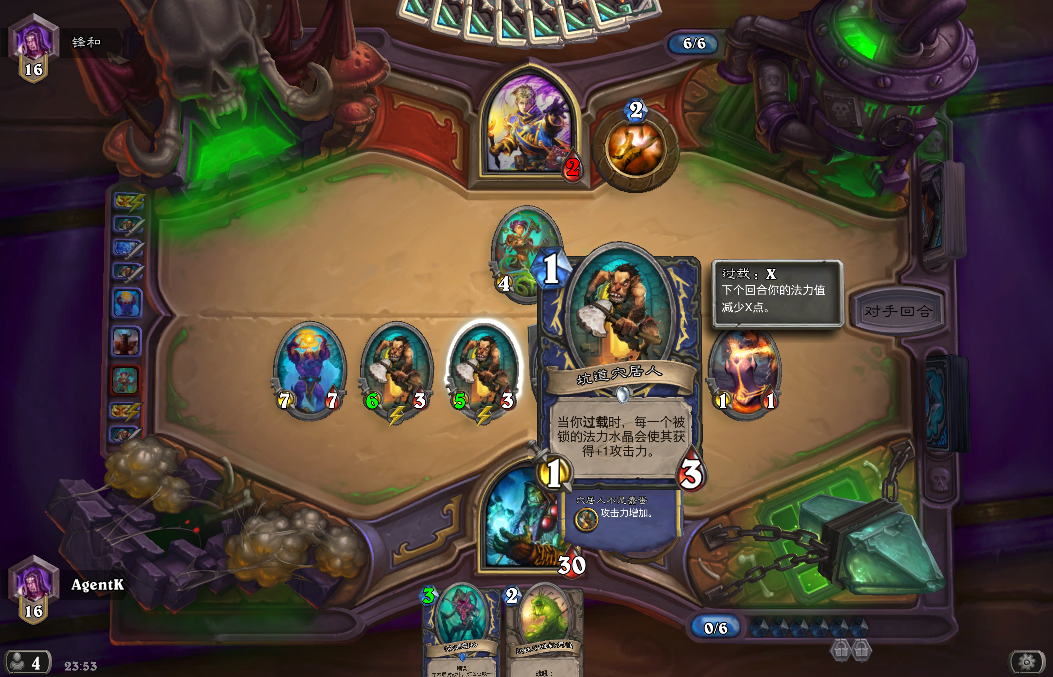 锋和
16
6/6
2
2
4
1
过载：X
下个回合你的法力值
减少X点。
对手回合
坑道穴居人
7
7
6
3
5
3
1
1
当你过载时，每一个被
锁的法力水晶会使其获
得+1攻击力。
1
3
攻击力增加。
30
AgentK
16
3
2
0/6
4
23:53